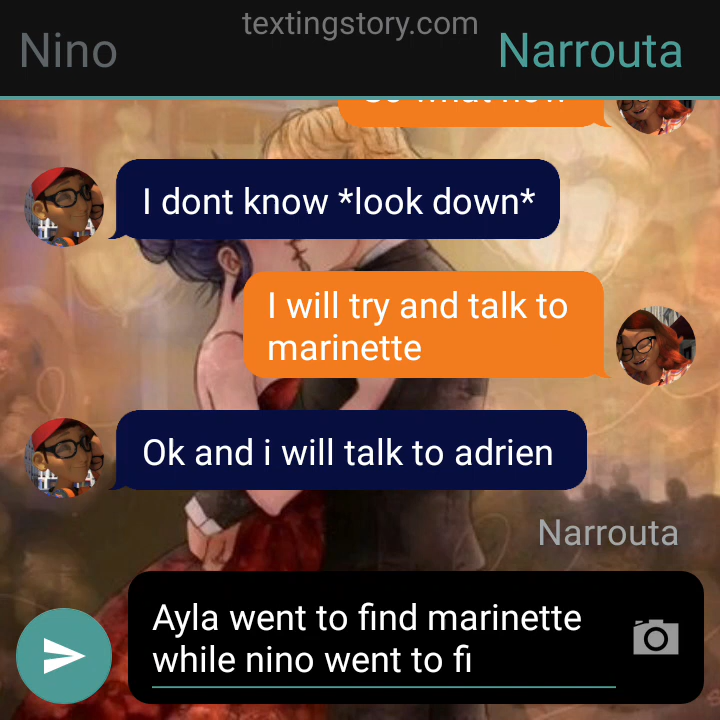 textingstory.com
Nino
Narrouta
I dont know *look down*
I will try and talk to
marinette
Ok and i will talk to adrien
Narrouta
Ayla went to find marinette
while nino went to fi